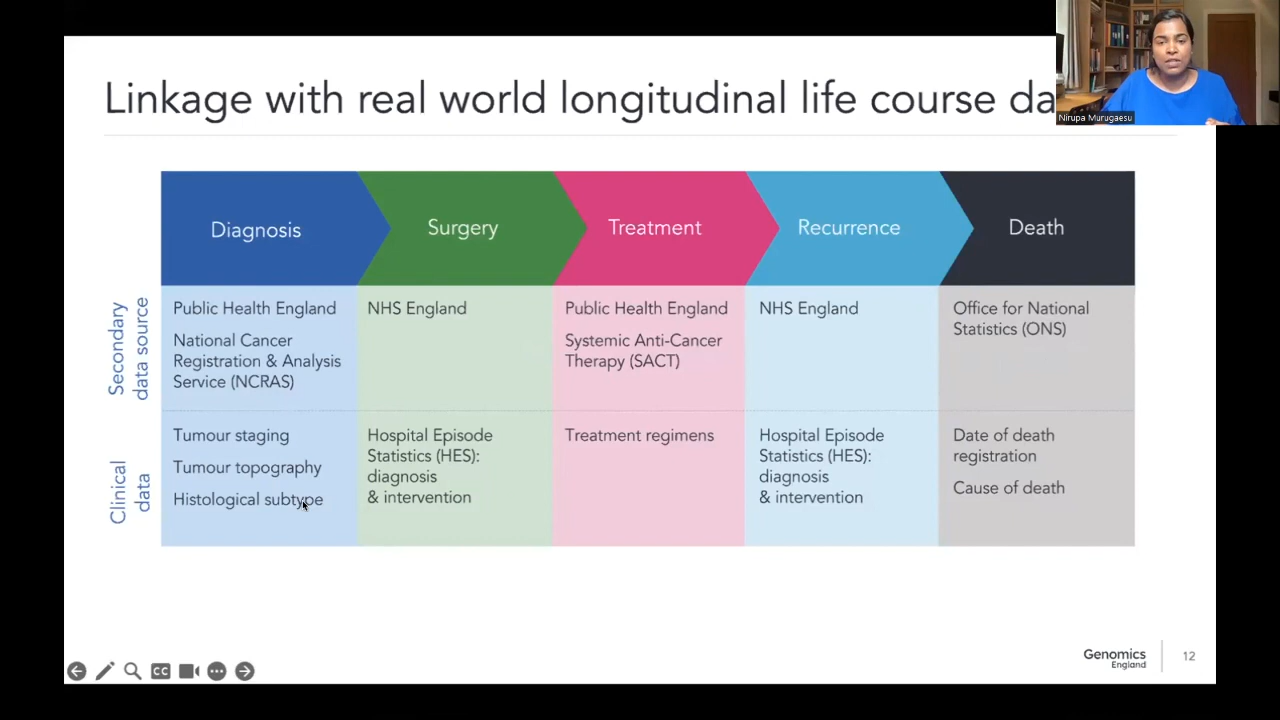 Linkage with real world longitudinal life course da
Nirupa Murugaesu
Diagnosis
Surgery
Treatment
Recurrence
Death
Secondary
data source
Public Health England
National Cancer
Registration & Analysis
Service (NCRAS)
NHS England
Public Health England
Systemic Anti-Cancer
Therapy (SACT)
NHS England
Office for National
Statistics (ONS)
Clinical
data
Tumour staging
Tumour topography
Histological subtype
Hospital Episode
Statistics (HES):
diagnosis
& intervention
Treatment regimens
Hospital Episode
Statistics (HES):
diagnosis
& intervention
Date of death
registration
Cause of death
CC
Genomics
England
12